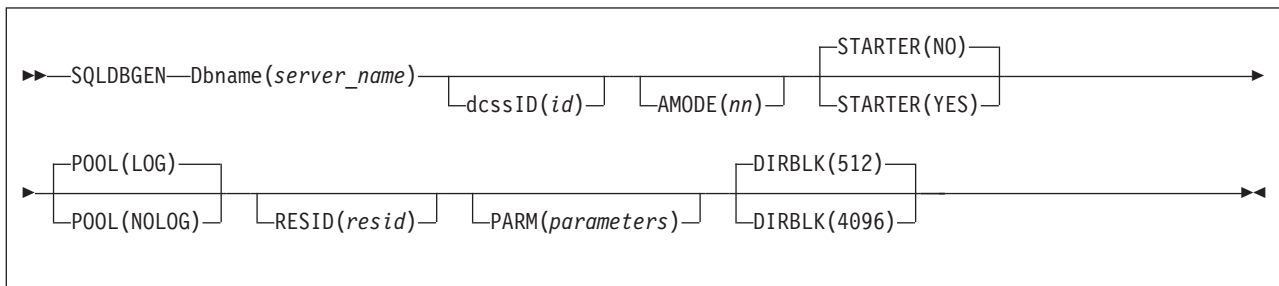 STARTER(NO)
SQLDBGEN Dbname(server_name)
dcssID(id) AMODE(nn) STARTER(YES)
POOL(LOG) DIRBLK(512)
POOL(NOLOG) RESID(resid) PARM(parameters) DIRBLK(4096)